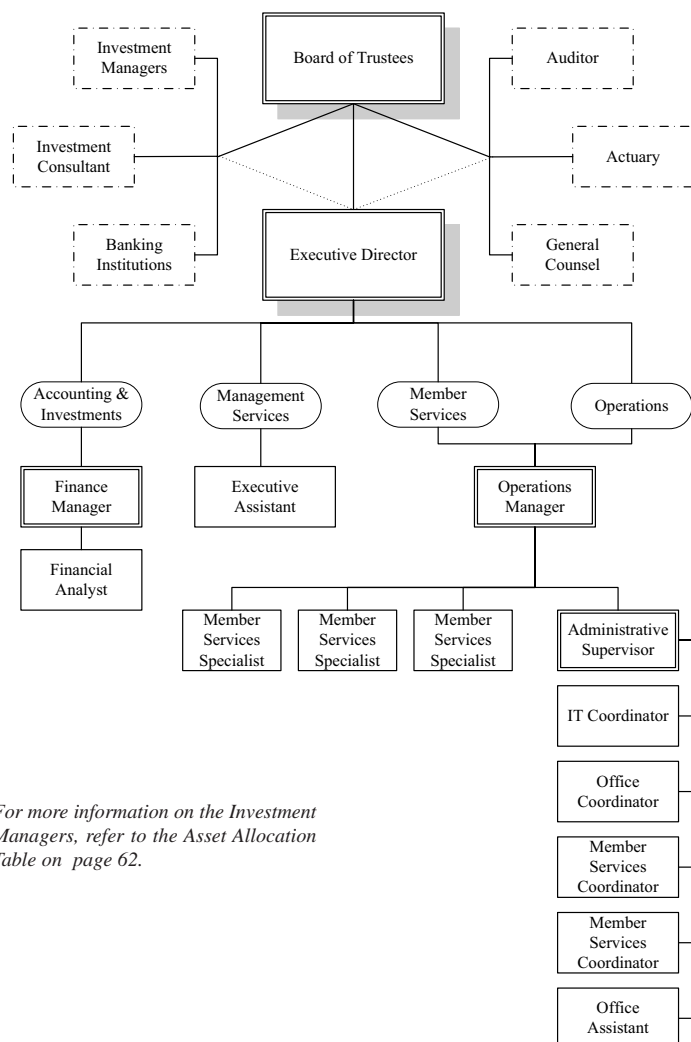 Investment
Managers
Board of Trustees
Auditor
Investment
Consultant
Actuary
Banking
Institutions
Executive Director
General
Counsel
Accounting &
Investments
Management
Services
Member
Services
Operations
Finance
Manager
Executive
Assistant
Operations
Manager
Financial
Analyst
Member
Services
Specialist
Member
Services
Specialist
Member
Services
Specialist
Administrative
Supervisor
IT Coordinator
Office
Coordinator
Member
Services
Coordinator
Member
Services
Coordinator
Office
Assistant
For more information on the Investment
Managers, refer to the Asset Allocation
Table on page 62.